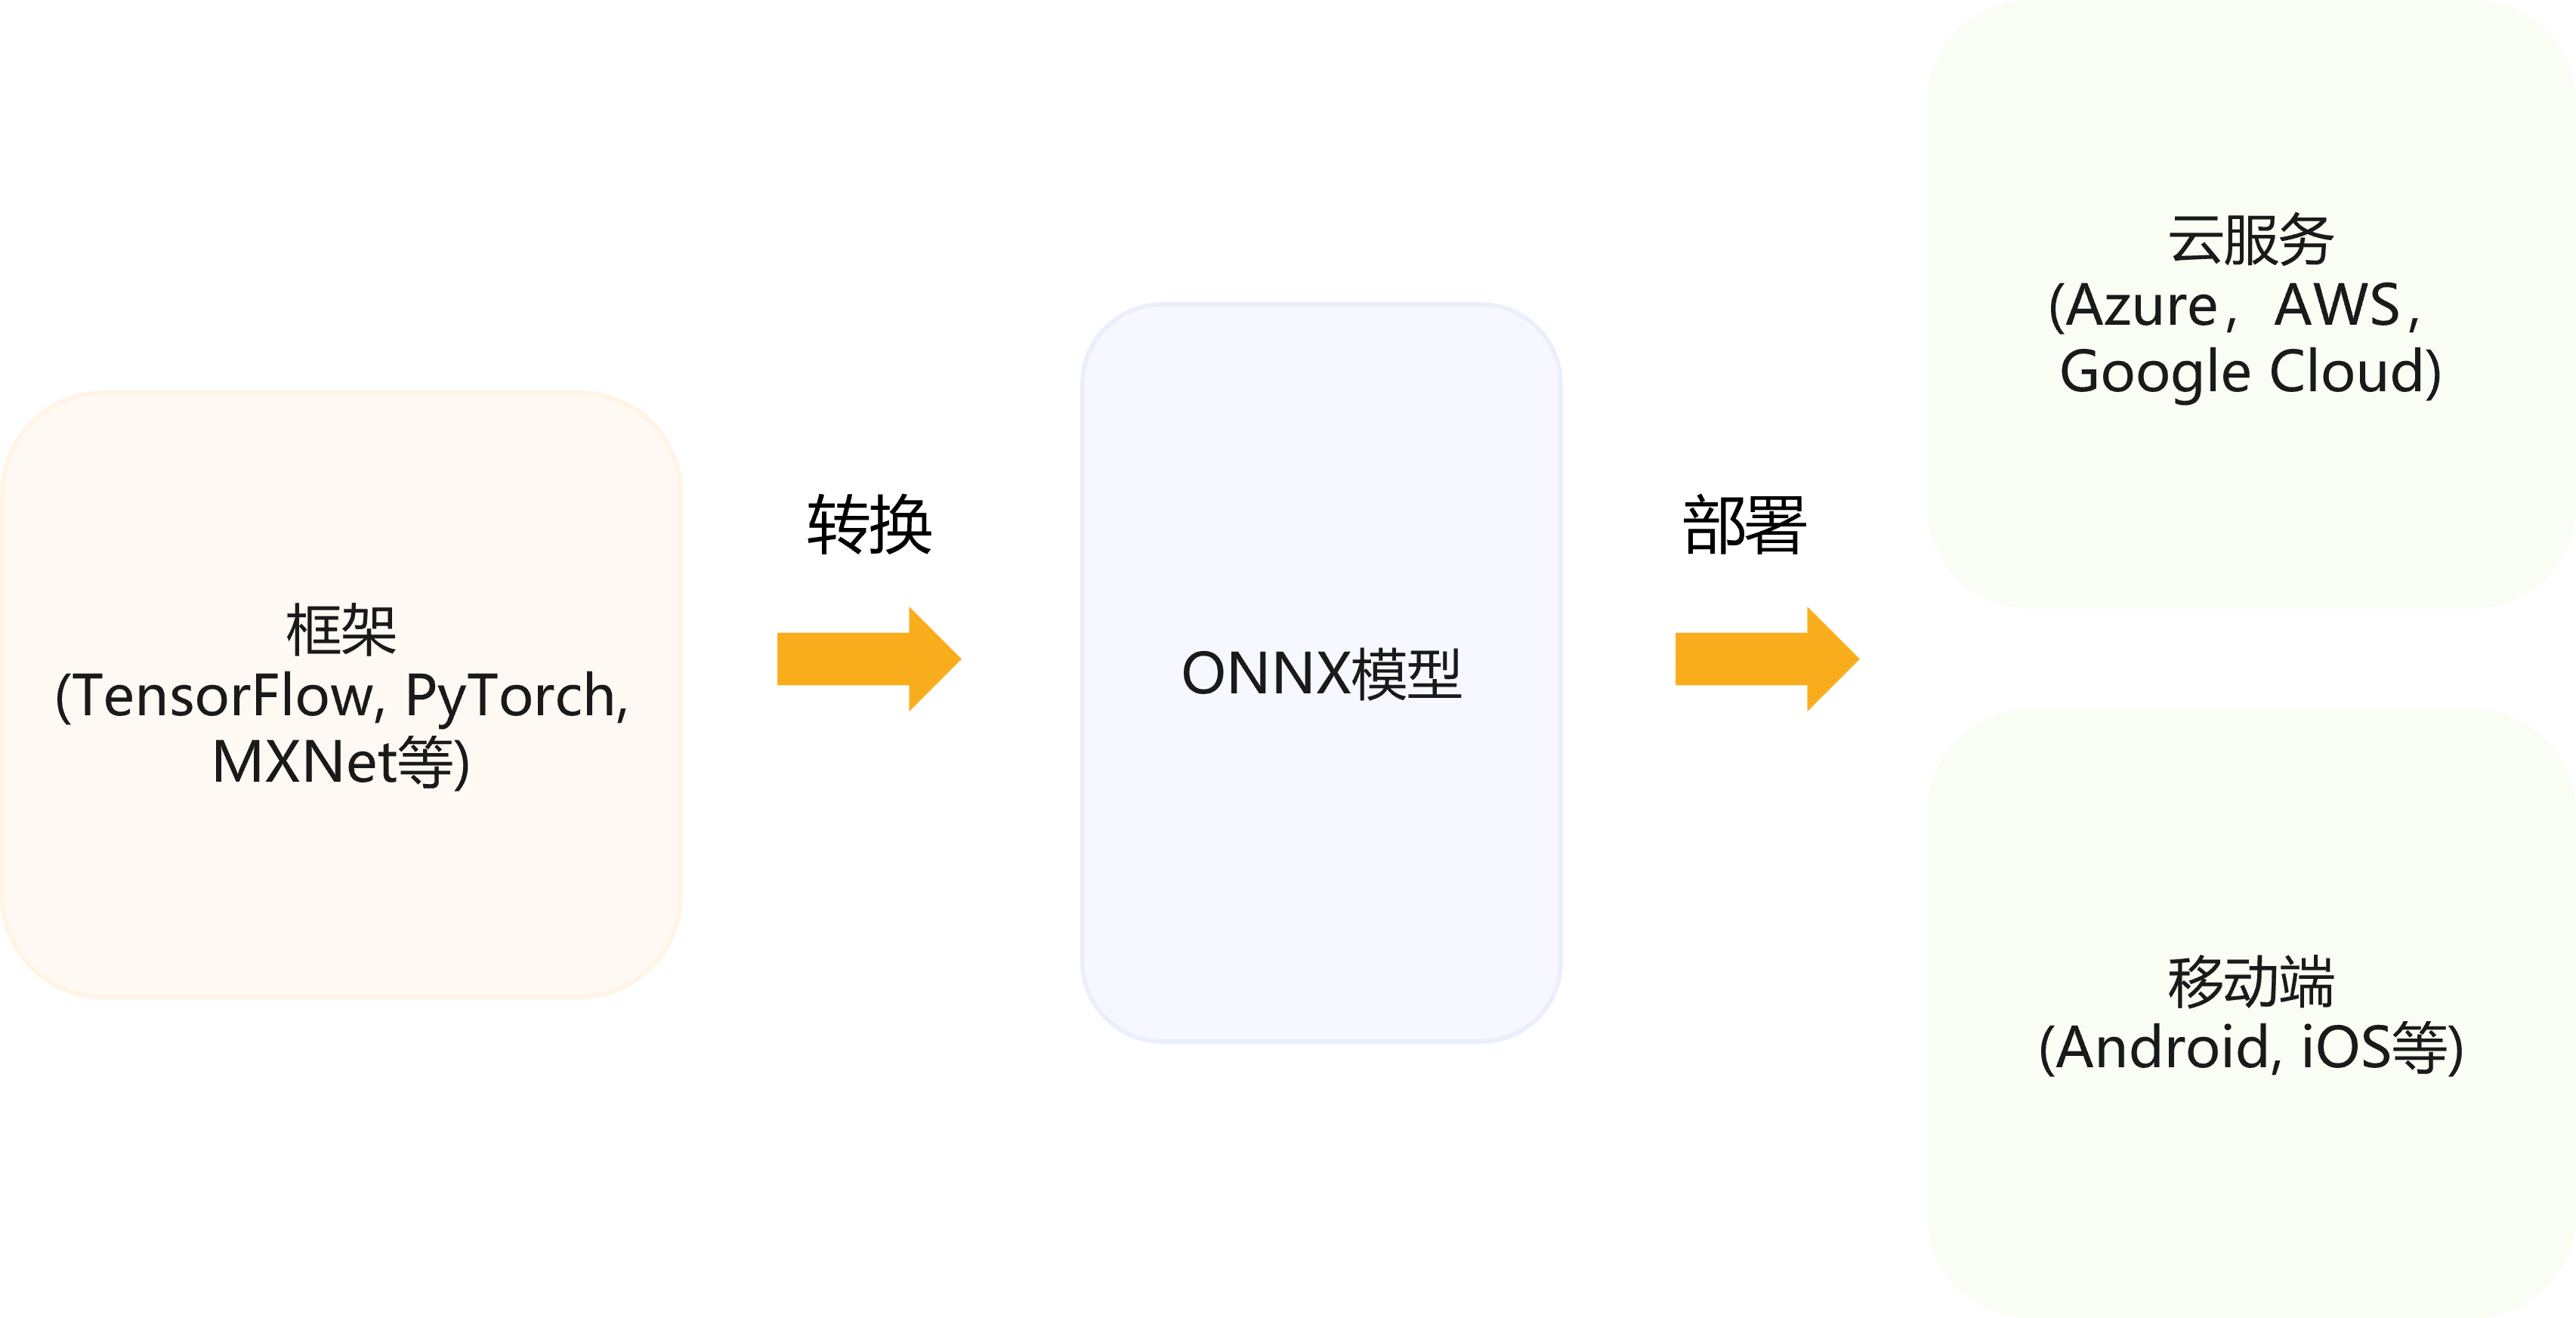 框架
(TensorFlow, PyTorch,
MXNet等)
转换
ONNX模型
部署
云服务
(Azure，AWS，
Google Cloud)
移动端
(Android, iOS等)